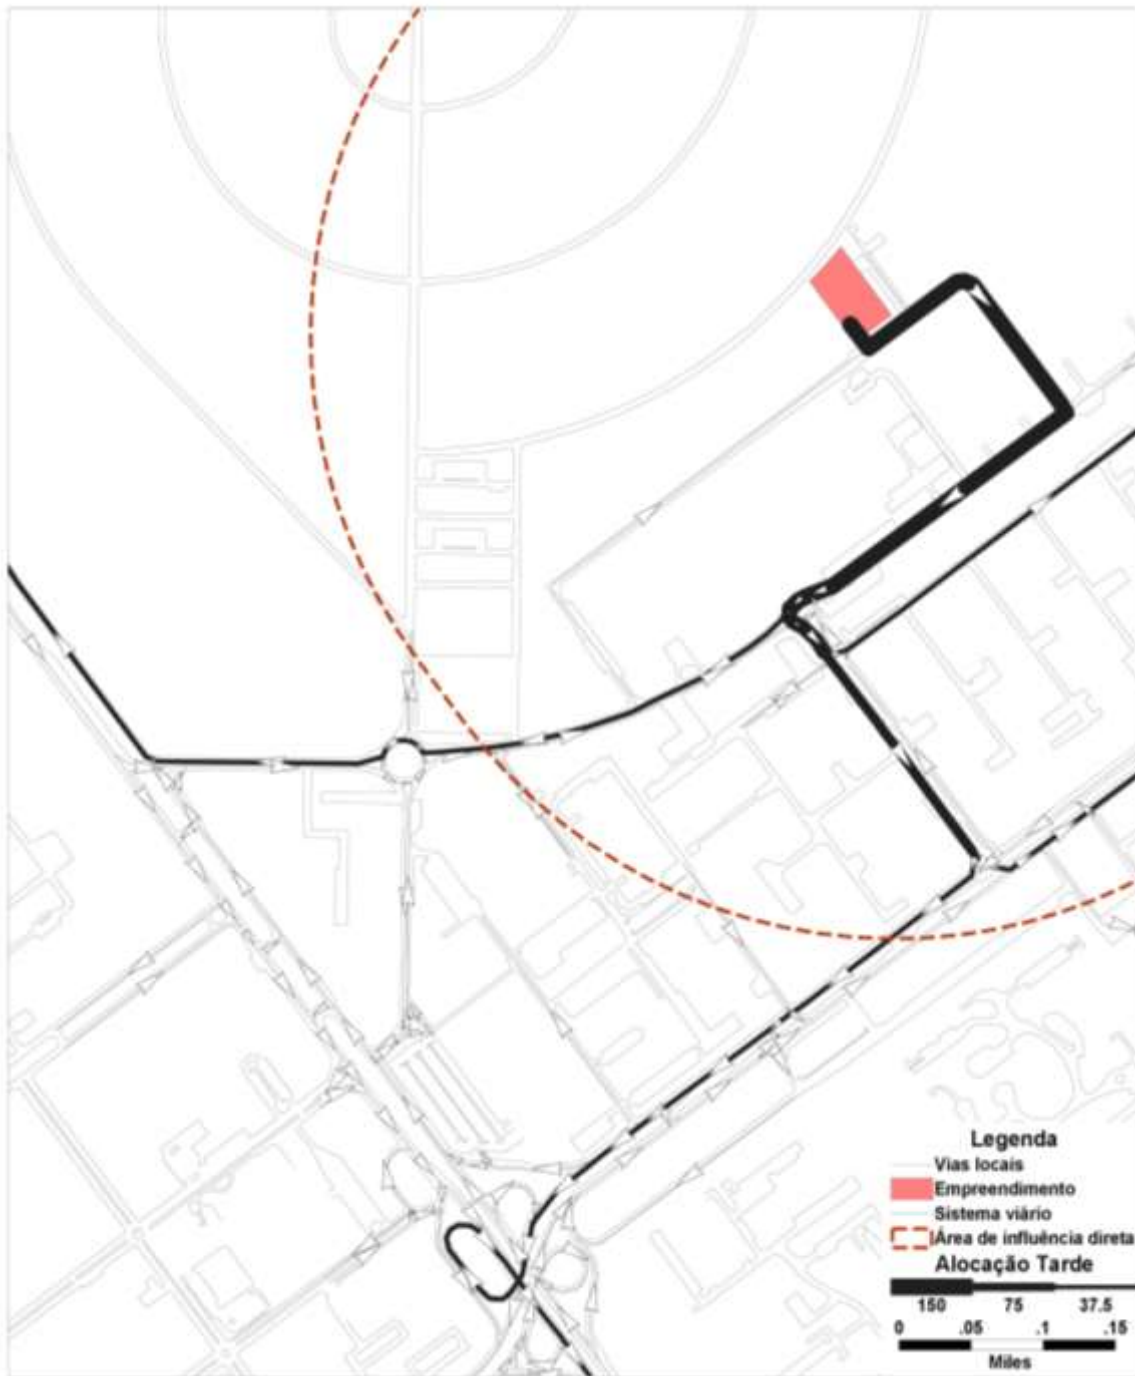 Legenda
Vias locais
Empreendimento
Sistema viário
Área de influência direta
Alocação Tarde
150 75 37.5
0 .05 .1 .15
Miles